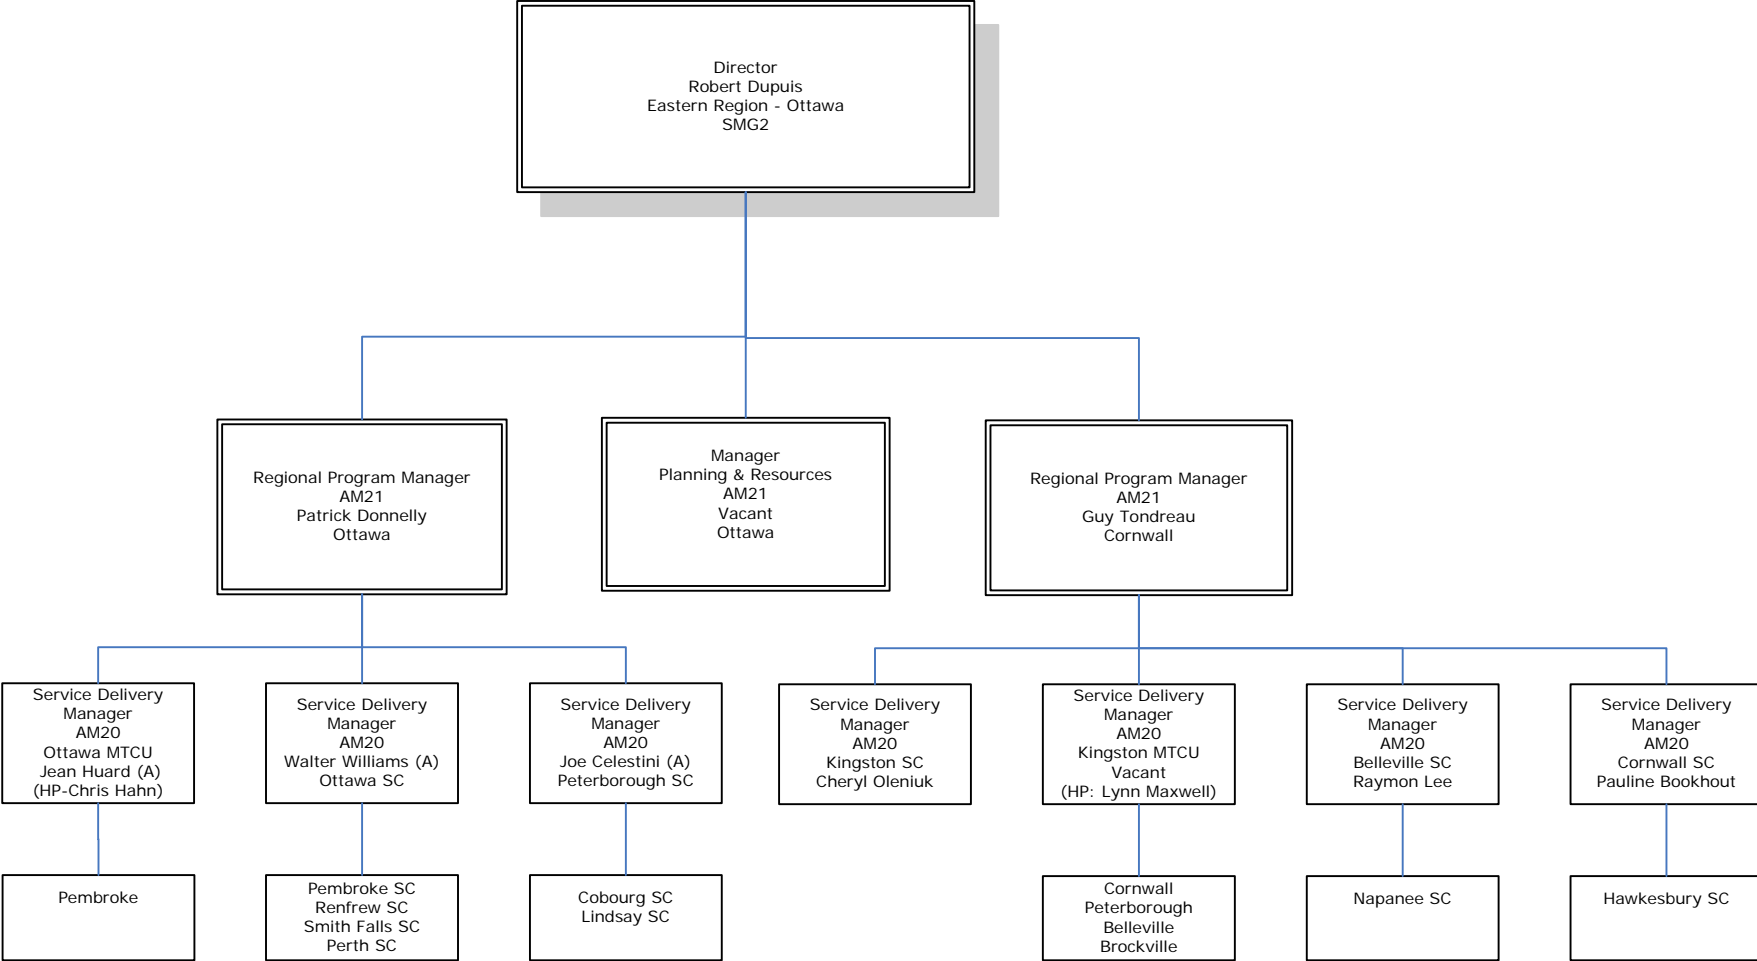 Director
Robert Dupuis
Eastern Region - Ottawa
SMG2
Regional Program Manager
AM21
Patrick Donnelly
Ottawa
Manager
Planning & Resources
AM21
Vacant
Ottawa
Regional Program Manager
AM21
Guy Tondreau
Cornwall
Service Delivery
Manager
AM20
Ottawa MTCU
Jean Huard (A)
(HP-Chris Hahn)
Service Delivery
Manager
AM20
Walter Williams (A)
Ottawa SC
Service Delivery
Manager
AM20
Joe Celestini (A)
Peterborough SC
Service Delivery
Manager
AM20
Kingston SC
Cheryl Oleniuk
Service Delivery
Manager
AM20
Kingston MTCU
Vacant
(HP: Lynn Maxwell)
Service Delivery
Manager
AM20
Belleville SC
Raymon Lee
Service Delivery
Manager
AM20
Cornwall SC
Pauline Bookhout
Pembroke
Pembroke SC
Renfrew SC
Smith Falls SC
Perth SC
Cobourg SC
Lindsay SC
Cornwall
Peterborough
Belleville
Brockville
Napanee SC
Hawkesbury SC